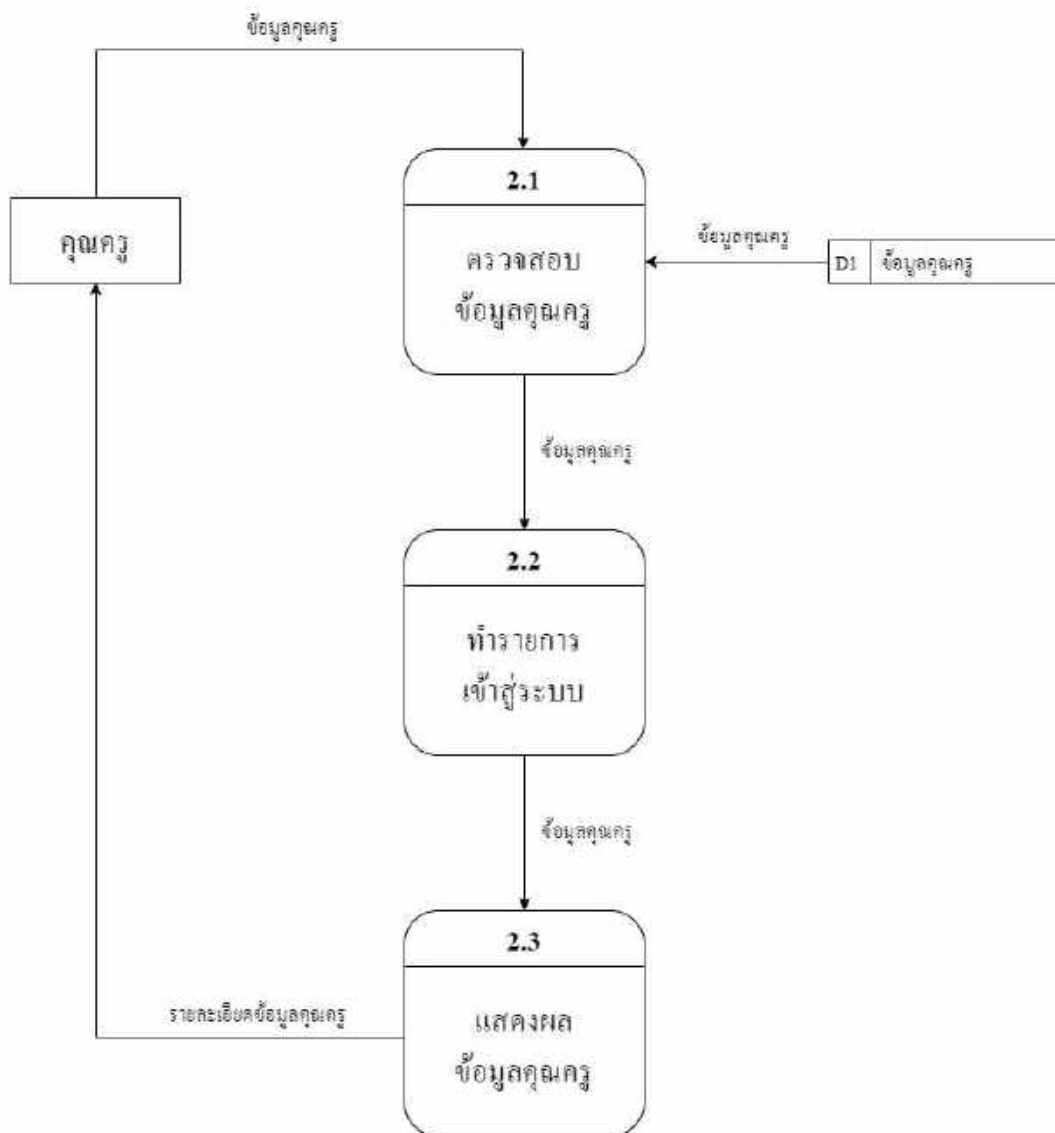 ข้อมูลคุณครู
2.1
คุณครู
ตรวจสอบ
ข้อมูลคุณครู
ข้อมูลคุณครู
D1 ข้อมูลคุณครู
ข้อมูลคุณครู
2.2
ทำรายการ
เข้าสู่ระบบ
ข้อมูลคุณครู
2.3
รายละเอียดข้อมูลคุณครู
แสดงผล
ข้อมูลคุณครู